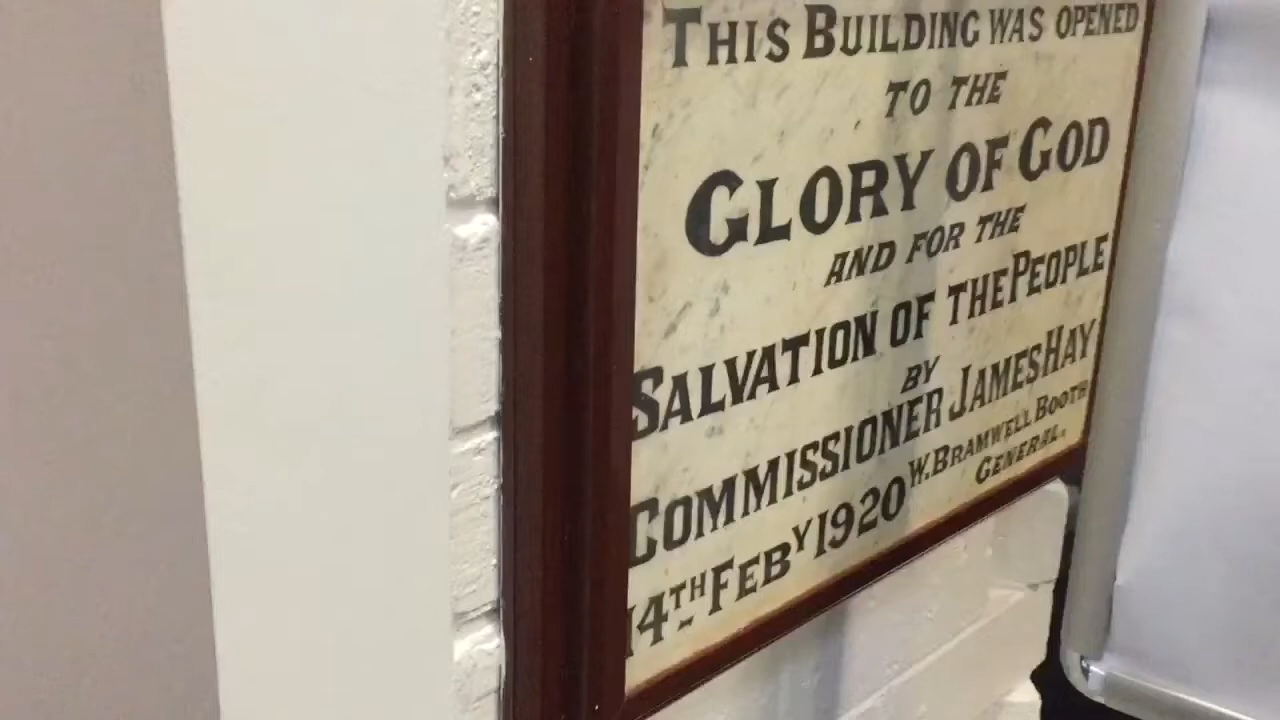 THIS BUILDING WAS OPENED
TO THE
GLORY OF GOD
AND FOR THE
SALVATION OF THE PEOPLE
BY
COMMISSIONER JAMES HAY
14TH FEBY 1920 W. BRAMWELL BOOTH
GENERAL.